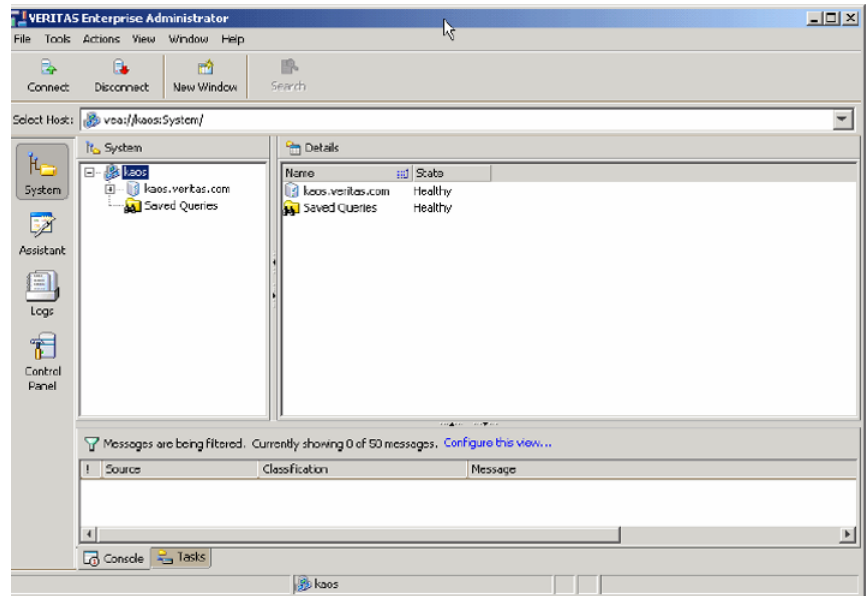 VERITAS Enterprise Administrator
File Tools Actions View Window Help
Connect Disconnect New Window Search
Select Host: vea://kaos:System/
System
Assistant
Logs
Control
Panel
System
kaos
kaos.veritas.com
Saved Queries
Details
Name State
kaos.veritas.com Healthy
Saved Queries Healthy
Messages are being filtered. Currently showing 0 of 50 messages. Configure this view...
! Source Classification Message
Console Tasks
kaos